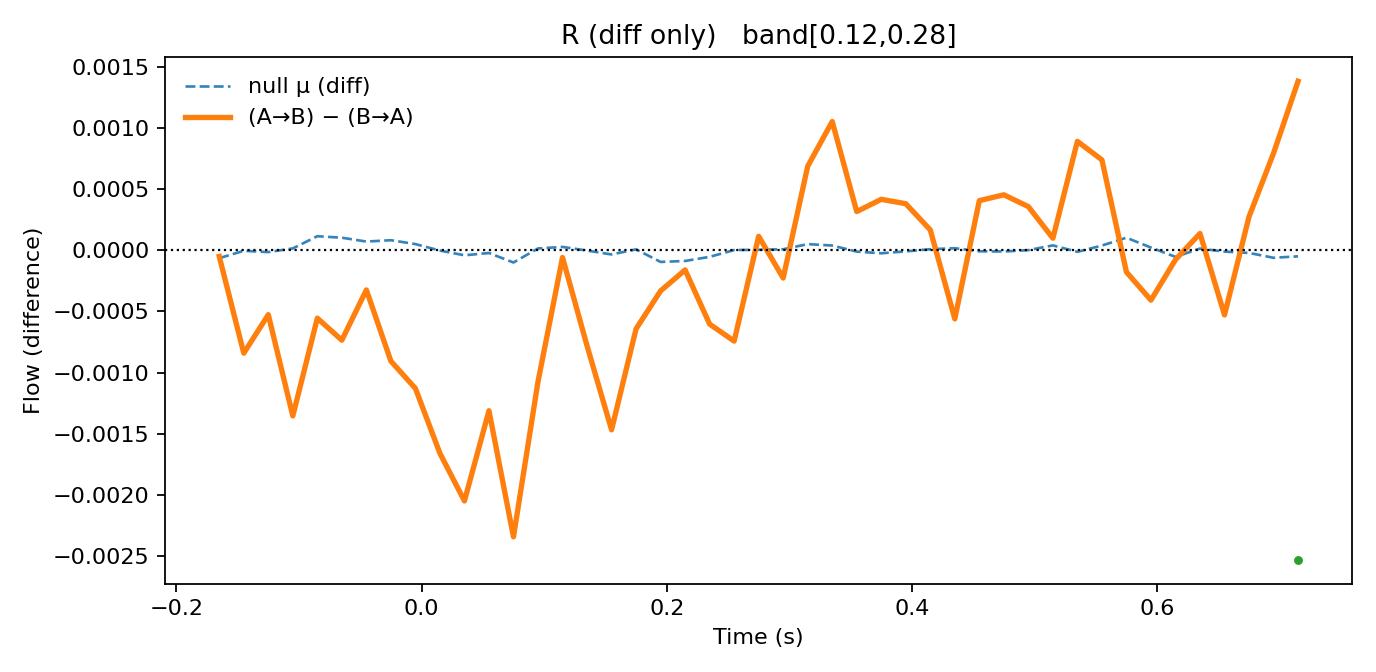 R (diff only)   band[0.12,0.28]
0.0015
0.0010
0.0005
0.0000
−0.0005
−0.0010
−0.0015
−0.0020
−0.0025
Flow (difference)
null μ (diff)
(A→B) − (B→A)
−0.2
0.0
0.2
0.4
0.6
Time (s)